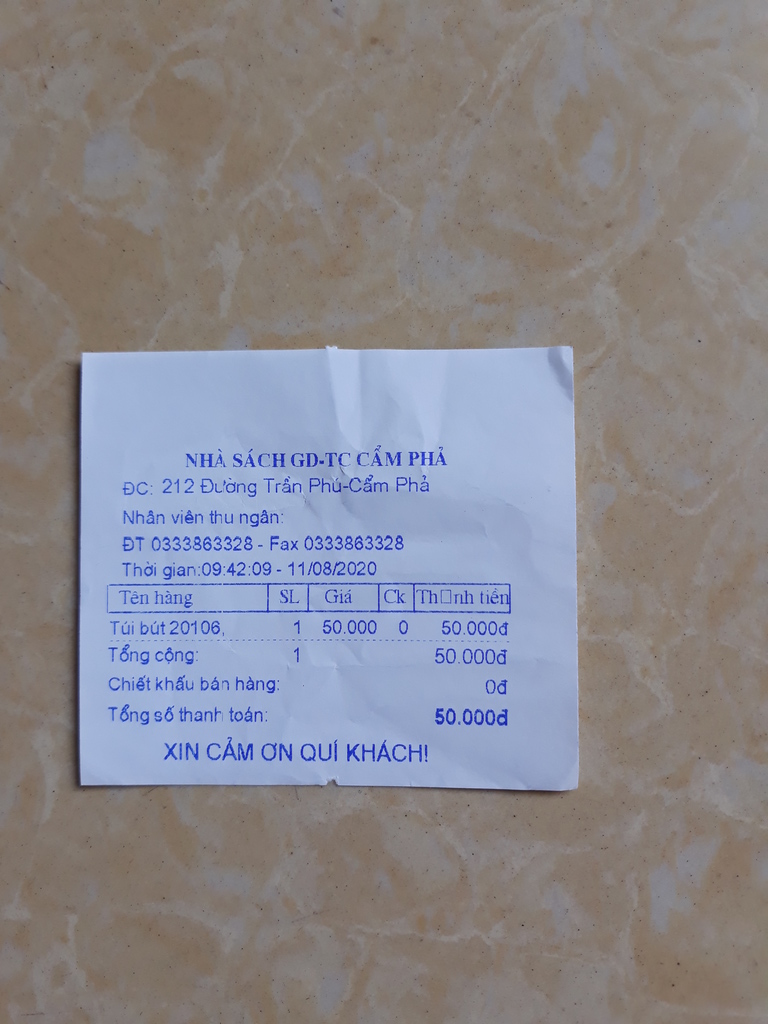 NHÀ SÁCH GD-TC CẨM PHẢ
ĐC: 212 Đường Trần Phú-Cẩm Phả
Nhân viên thu ngân:
ĐT 0333863328 - Fax 0333863328
Thời gian:09:42:09 - 11/08/2020
Tên hàng SL Giá Ck Th□nh tiền
Túi bút 20106, 1 50.000 0 50.000đ
Tổng cộng: 1 50.000đ
Chiết khấu bán hàng: 0đ
Tổng số thanh toán: 50.000đ
XIN CẢM ƠN QUÍ KHÁCH!